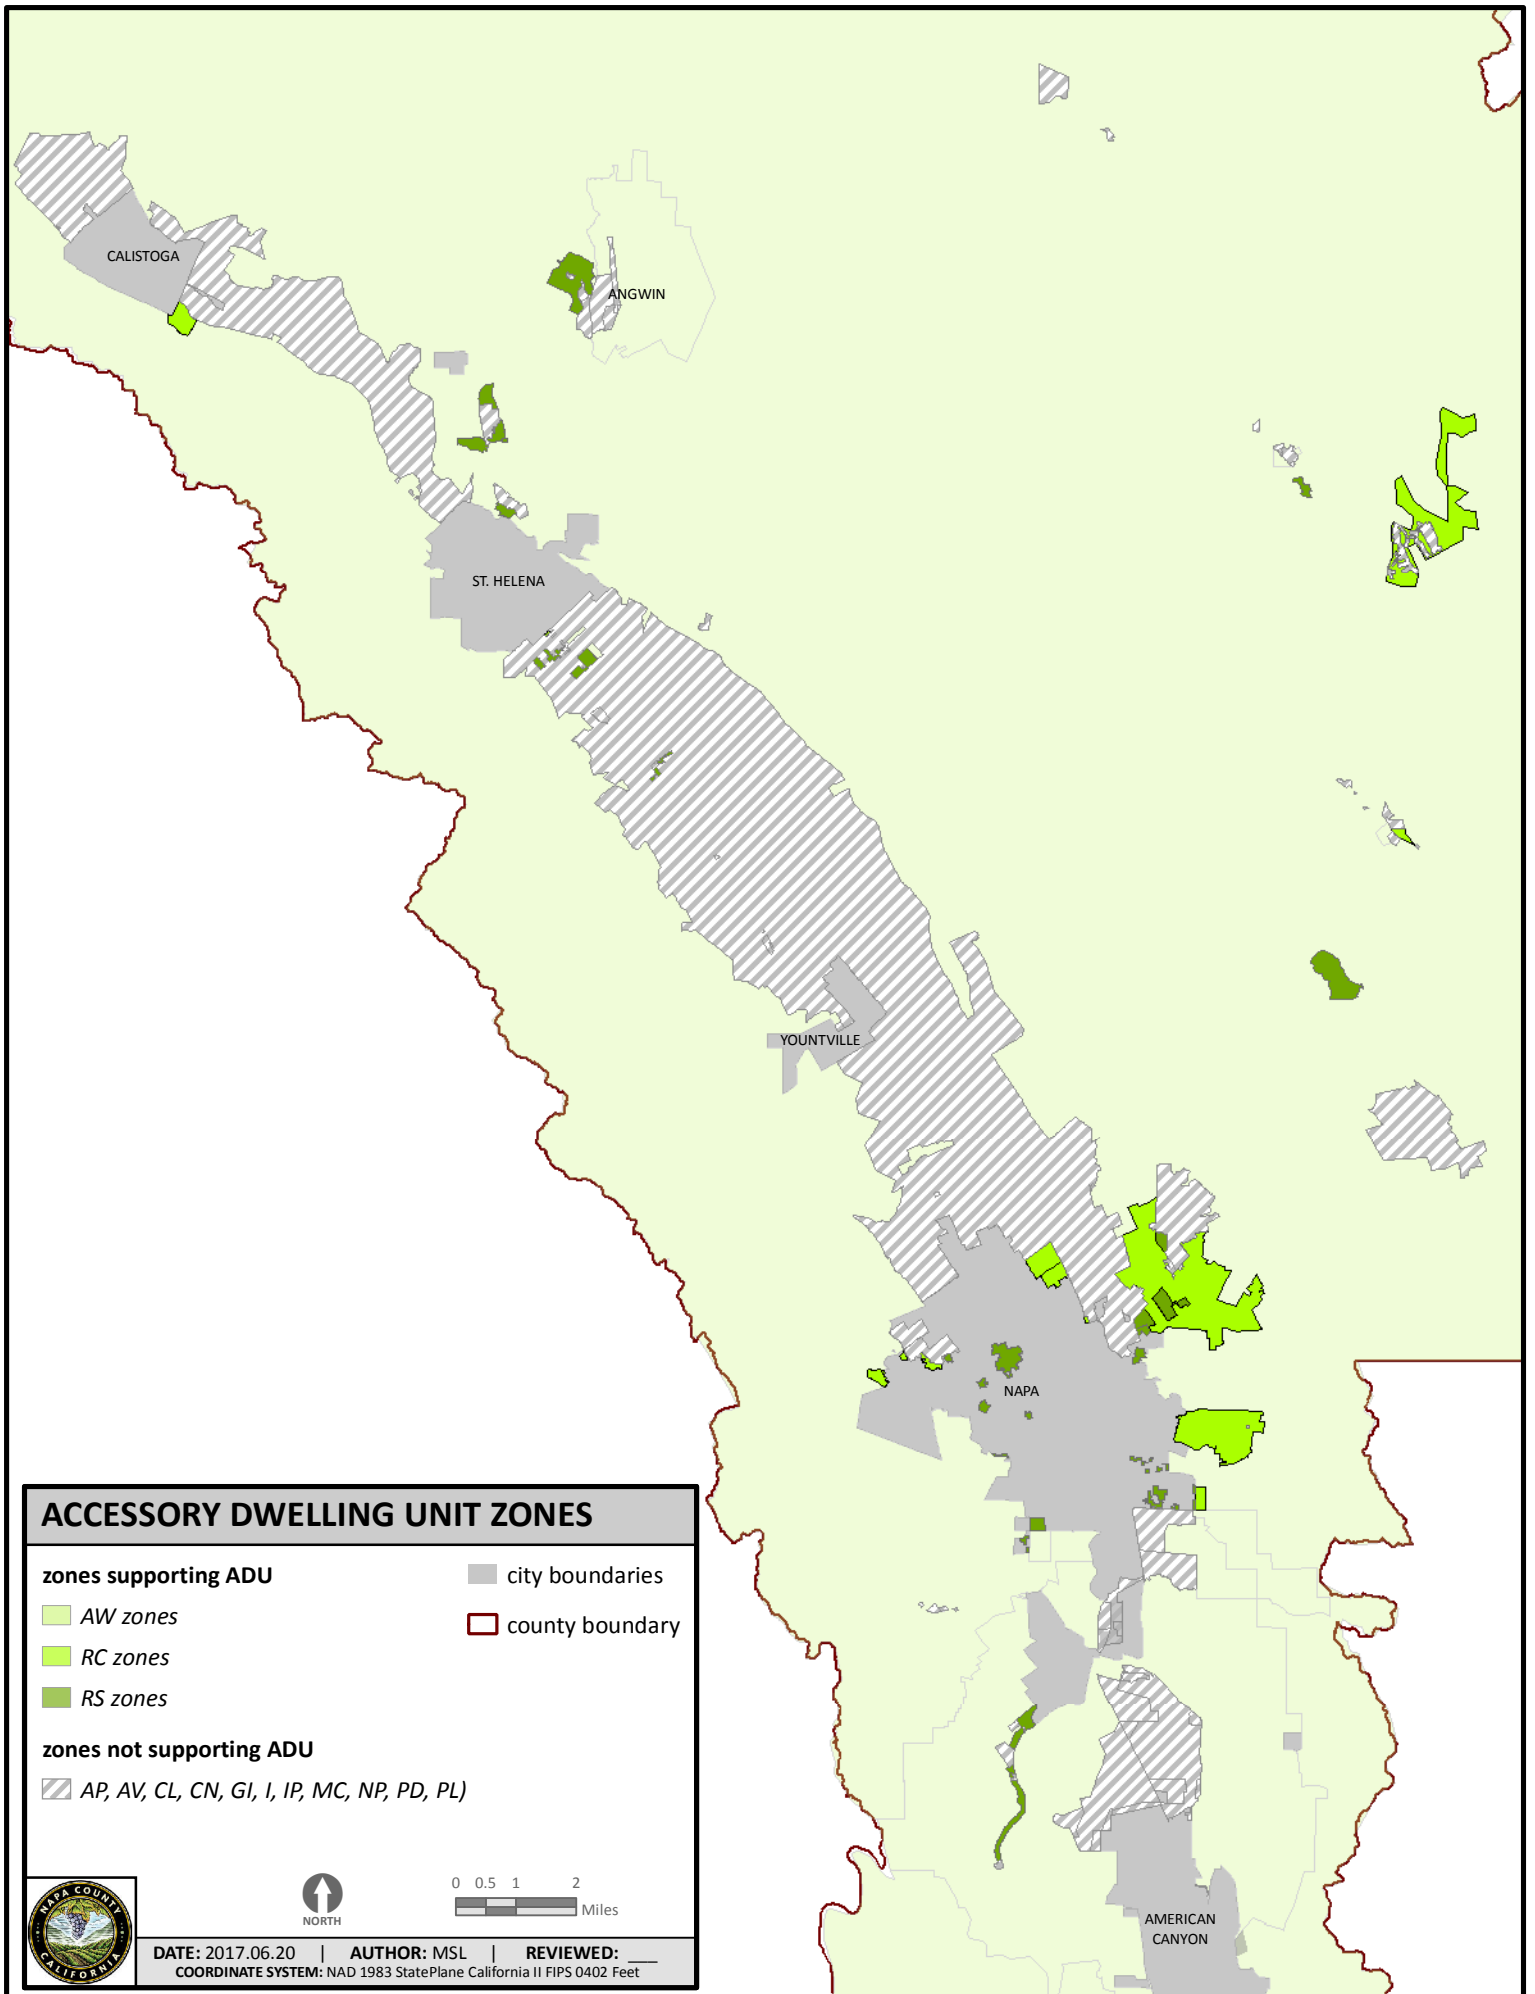 CALISTOGA
ANGWIN
ST. HELENA
YOUNTVILLE
NAPA
AMERICAN
CANYON
ACCESSORY DWELLING UNIT ZONES
zones supporting ADU
AW zones
RC zones
RS zones
zones not supporting ADU
AP, AV, CL, CN, GI, I, IP, MC, NP, PD, PL)
city boundaries
county boundary
NAPA COUNTY
CALIFORNIA
NORTH
0 0.5 1 2
Miles
DATE: 2017.06.20 | AUTHOR: MSL | REVIEWED: ___
COORDINATE SYSTEM: NAD 1983 StatePlane California II FIPS 0402 Feet